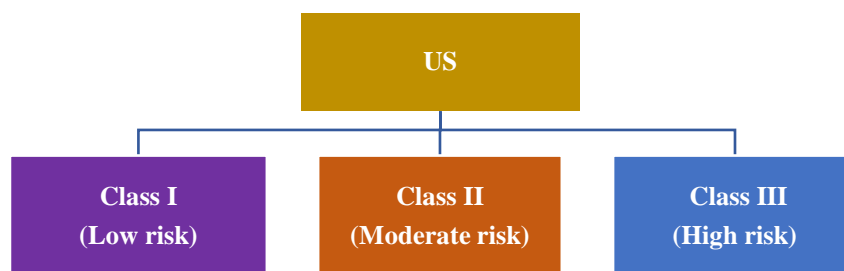 US
Class I
(Low risk)
Class II
(Moderate risk)
Class III
(High risk)